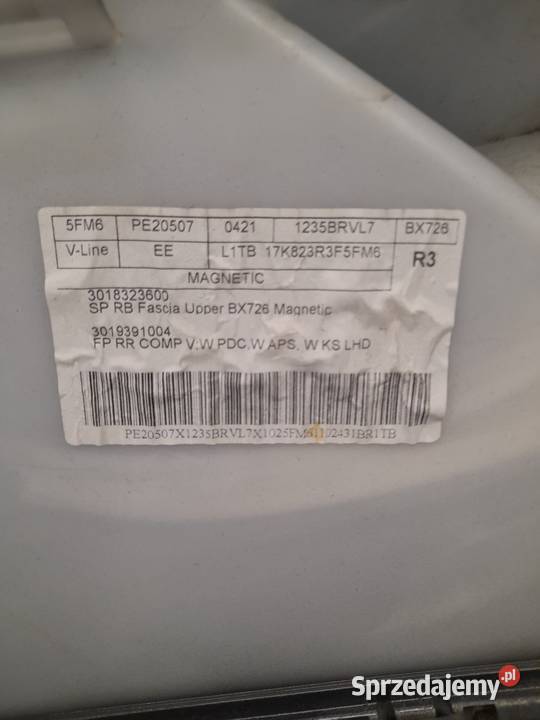 5FM6 PE20507 0421 1235BRVL7 BX726
V-Line EE L1TB 17K823R3F5FM6 R3
MAGNETIC
3018323600
SP RB Fascia Upper BX726 Magnetic
3019391004
FP RR COMP V;W PDC,W APS, W KS LHD
Sprzedajemy.pl